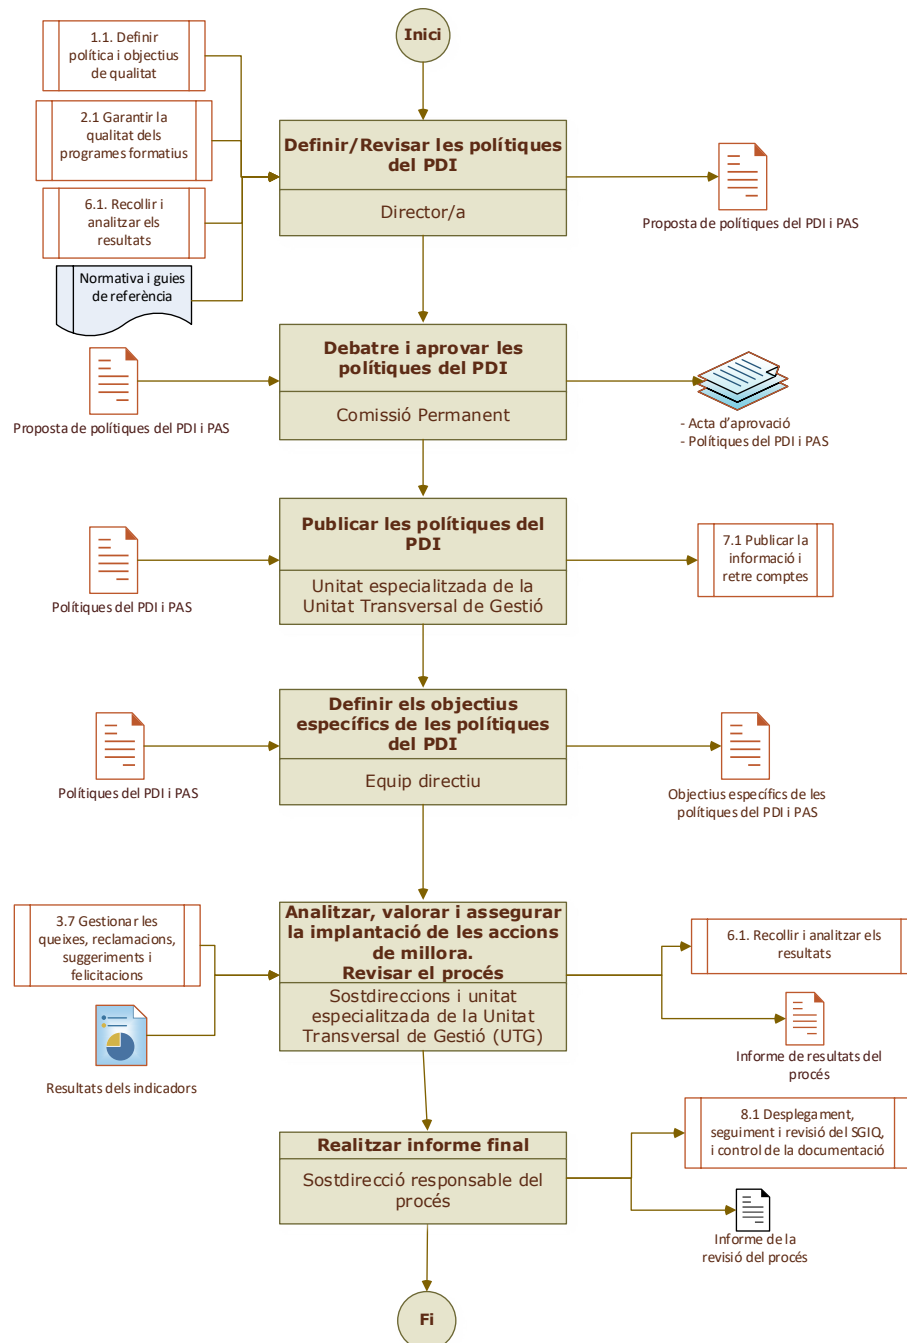 Inici
1.1. Definir
política i objectius
de qualitat
2.1 Garantir la
qualitat dels
programes formatius
6.1. Recollir i
analitzar els
resultats
Normativa i guies
de referència
Definir/Revisar les polítiques
del PDI
Director/a
Proposta de polítiques del PDI i PAS
Proposta de polítiques del PDI i PAS
Debatre i aprovar les
polítiques del PDI
Comissió Permanent
- Acta d'aprovació
- Polítiques del PDI i PAS
Polítiques del PDI i PAS
Publicar les polítiques del
PDI
Unitat especialitzada de la
Unitat Transversal de Gestió
7.1 Publicar la
informació i
retre comptes
Polítiques del PDI i PAS
Definir els objectius
específics de les polítiques
del PDI
Equip directiu
Objectius específics de les
polítiques del PDI i PAS
3.7 Gestionar les
queixes, reclamacions,
suggeriments i
felicitacions
Resultats dels indicadors
Analitzar, valorar i assegurar
la implantació de les accions
de millora.
Revisar el procés
Sostdireccions i unitat
especialitzada de la Unitat
Transversal de Gestió (UTG)
6.1. Recollir i analitzar els
resultats
Informe de resultats del
procés
Realitzar informe final
Sostdirecció responsable del
procés
8.1 Desplegament,
seguiment i revisió del SGIQ,
i control de la documentació
Informe de la
revisió del procés
Fi